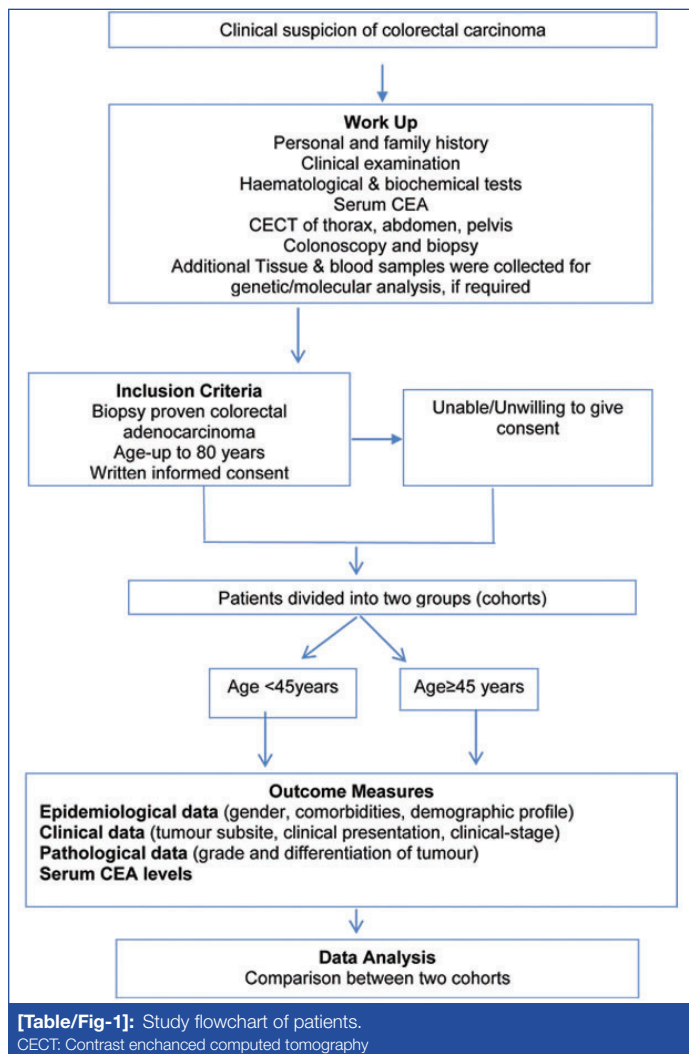 Clinical suspicion of colorectal carcinoma
Work Up
Personal and family history
Clinical examination
Haematological & biochemical tests
Serum CEA
CECT of thorax, abdomen, pelvis
Colonoscopy and biopsy
Additional Tissue & blood samples were collected for
genetic/molecular analysis, if required
Inclusion Criteria
Biopsy proven colorectal
adenocarcinoma
Age-up to 80 years
Written informed consent
Unable/Unwilling to give
consent
Patients divided into two groups (cohorts)
Age <45years
Age≥45 years
Outcome Measures
Epidemiological data (gender, comorbidities, demographic profile)
Clinical data (tumour subsite, clinical presentation, clinical-stage)
Pathological data (grade and differentiation of tumour)
Serum CEA levels
Data Analysis
Comparison between two cohorts
[Table/Fig-1]: Study flowchart of patients.
CECT: Contrast enchanced computed tomography